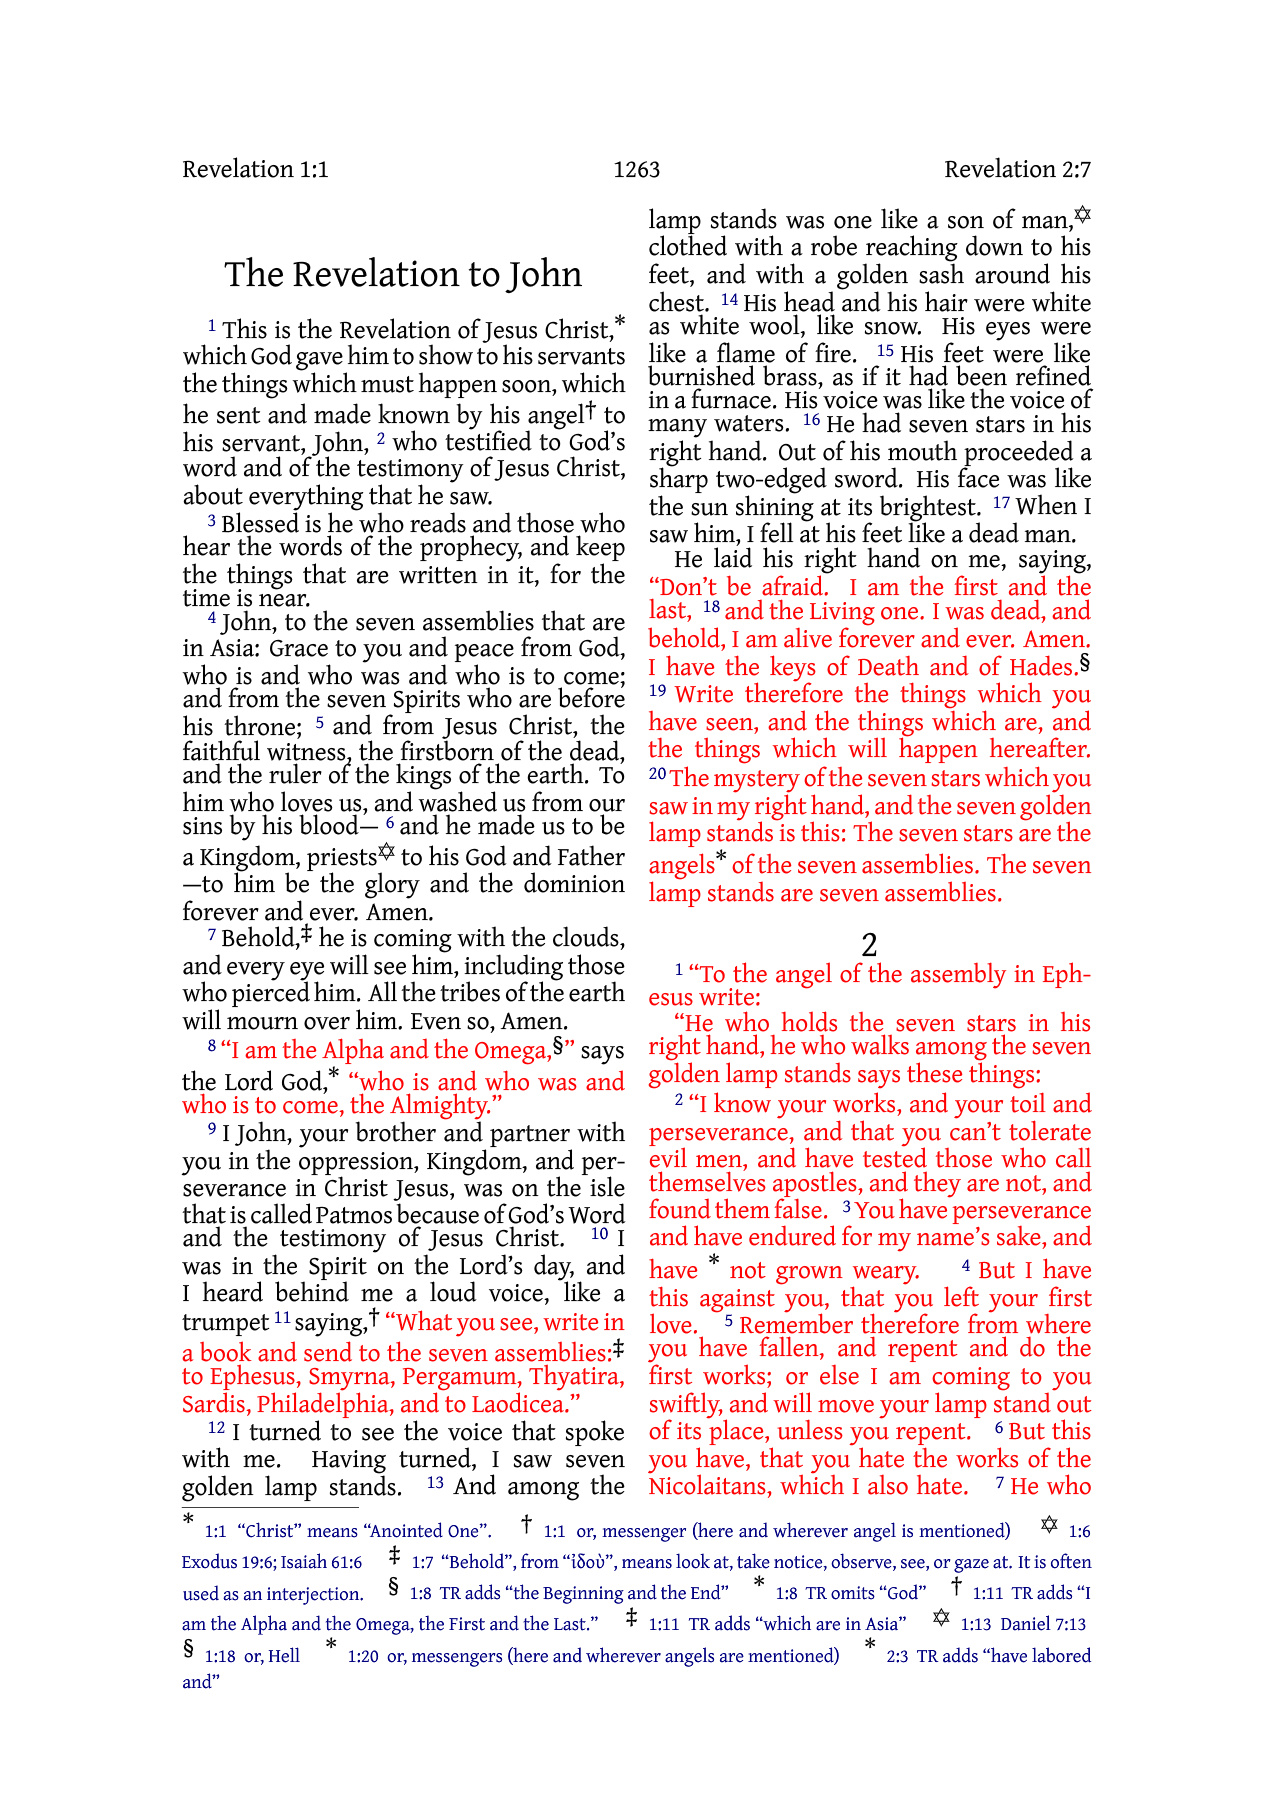 Revelation 1:1 1263 Revelation 2:7
The Revelation to John
1 This is the Revelation of Jesus Christ,*
which God gave him to show to his servants
the things which must happen soon, which
he sent and made known by his angel† to
his servant, John, 2 who testified to God’s
word and of the testimony of Jesus Christ,
about everything that he saw.
3 Blessed is he who reads and those who
hear the words of the prophecy, and keep
the things that are written in it, for the
time is near.
4 John, to the seven assemblies that are
in Asia: Grace to you and peace from God,
who is and who was and who is to come;
and from the seven Spirits who are before
his throne; 5 and from Jesus Christ, the
faithful witness, the firstborn of the dead,
and the ruler of the kings of the earth. To
him who loves us, and washed us from our
sins by his blood— 6 and he made us to be
a Kingdom, priests✡ to his God and Father
—to him be the glory and the dominion
forever and ever. Amen.
7 Behold,‡ he is coming with the clouds,
and every eye will see him, including those
who pierced him. All the tribes of the earth
will mourn over him. Even so, Amen.
8 “I am the Alpha and the Omega,§” says
the Lord God,* “who is and who was and
who is to come, the Almighty.”
9 I John, your brother and partner with
you in the oppression, Kingdom, and per-
severance in Christ Jesus, was on the isle
that is called Patmos because of God’s Word
and the testimony of Jesus Christ. 10 I
was in the Spirit on the Lord’s day, and
I heard behind me a loud voice, like a
trumpet 11 saying,† “What you see, write in
a book and send to the seven assemblies:‡
to Ephesus, Smyrna, Pergamum, Thyatira,
Sardis, Philadelphia, and to Laodicea.”
12 I turned to see the voice that spoke
with me. Having turned, I saw seven
golden lamp stands. 13 And among the
lamp stands was one like a son of man,✡
clothed with a robe reaching down to his
feet, and with a golden sash around his
chest. 14 His head and his hair were white
as white wool, like snow. His eyes were
like a flame of fire. 15 His feet were like
burnished brass, as if it had been refined
in a furnace. His voice was like the voice of
many waters. 16 He had seven stars in his
right hand. Out of his mouth proceeded a
sharp two-edged sword. His face was like
the sun shining at its brightest. 17 When I
saw him, I fell at his feet like a dead man.
He laid his right hand on me, saying,
“Don’t be afraid. I am the first and the
last, 18 and the Living one. I was dead, and
behold, I am alive forever and ever. Amen.
I have the keys of Death and of Hades.§
19 Write therefore the things which you
have seen, and the things which are, and
the things which will happen hereafter.
20 The mystery of the seven stars which you
saw in my right hand, and the seven golden
lamp stands is this: The seven stars are the
angels* of the seven assemblies. The seven
lamp stands are seven assemblies.
2
1 “To the angel of the assembly in Eph-
esus write:
“He who holds the seven stars in his
right hand, he who walks among the seven
golden lamp stands says these things:
2 “I know your works, and your toil and
perseverance, and that you can’t tolerate
evil men, and have tested those who call
themselves apostles, and they are not, and
found them false. 3 You have perseverance
and have endured for my name’s sake, and
have * not grown weary. 4 But I have
this against you, that you left your first
love. 5 Remember therefore from where
you have fallen, and repent and do the
first works; or else I am coming to you
swiftly, and will move your lamp stand out
of its place, unless you repent. 6 But this
you have, that you hate the works of the
Nicolaitans, which I also hate. 7 He who
* 1:1 “Christ” means “Anointed One”. † 1:1 or, messenger (here and wherever angel is mentioned) ✡ 1:6
Exodus 19:6; Isaiah 61:6 ‡ 1:7 “Behold”, from “ἰδοὺ”, means look at, take notice, observe, see, or gaze at. It is often
used as an interjection. § 1:8 TR adds “the Beginning and the End” * 1:8 TR omits “God” † 1:11 TR adds “I
am the Alpha and the Omega, the First and the Last.” ‡ 1:11 TR adds “which are in Asia” ✡ 1:13 Daniel 7:13
§ 1:18 or, Hell * 1:20 or, messengers (here and wherever angels are mentioned) * 2:3 TR adds “have labored
and”